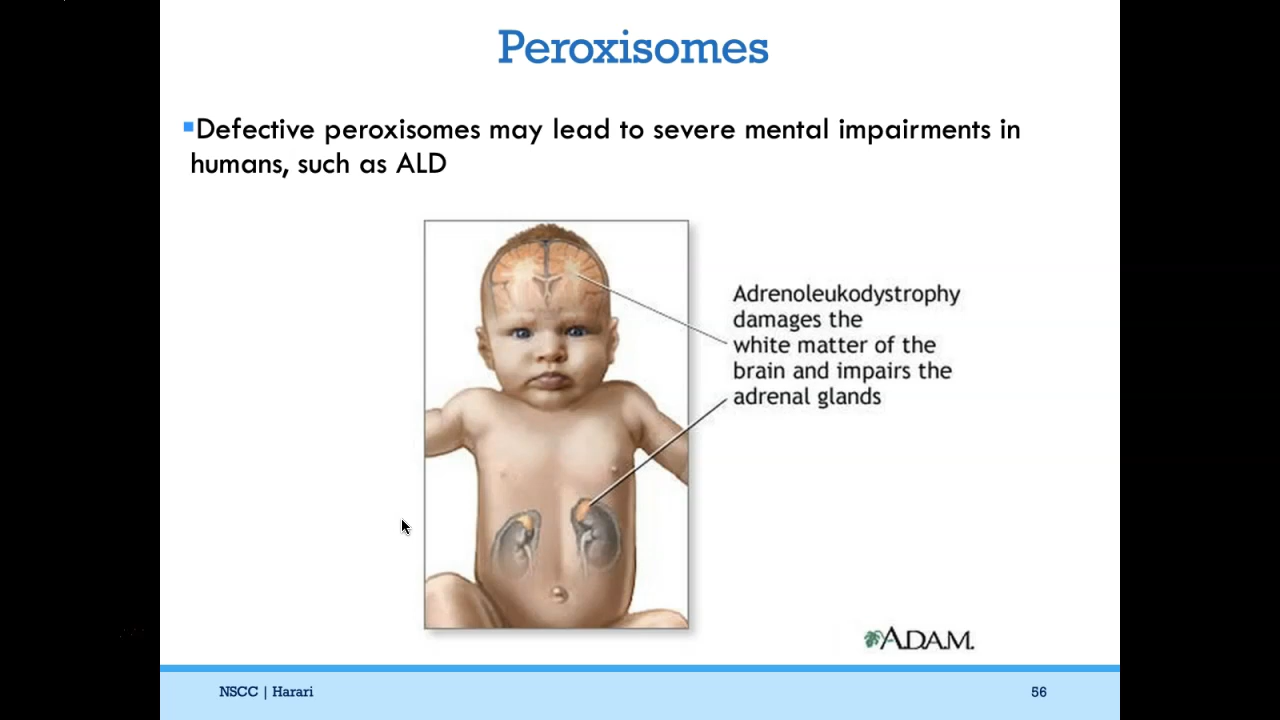 Peroxisomes
▪Defective peroxisomes may lead to severe mental impairments in
humans, such as ALD
Adrenoleukodystrophy
damages the
white matter of the
brain and impairs the
adrenal glands
A.D.A.M.
NSCC | Harari
56